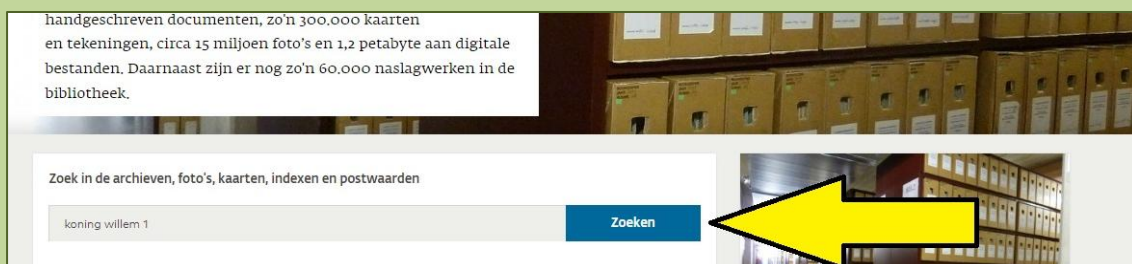 handgeschreven documenten, zo'n 300.000 kaarten
en tekeningen, circa 15 miljoen foto's en 1,2 petabyte aan digitale
bestanden. Daarnaast zijn er nog zo'n 60.000 naslagwerken in de
bibliotheek.
Zoek in de archieven, foto's, kaarten, indexen en postwaarden
koning willem 1
Zoeken